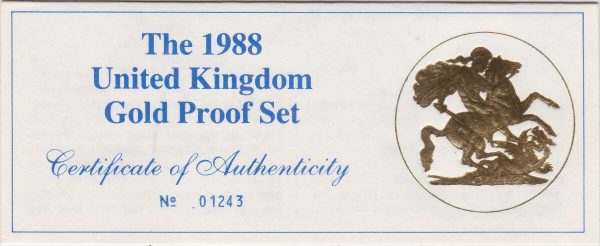 The 1988
United Kingdom
Gold Proof Set
Certificate of Authenticity
№ 01243